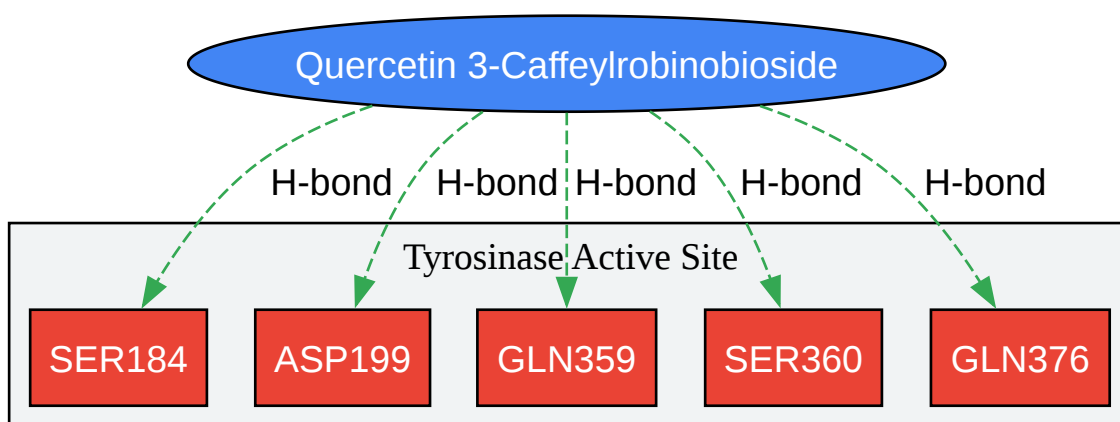 Quercetin 3-Caffeylrobinobioside
H-bond H-bond H-bond H-bond H-bond
Tyrosinase Active Site
SER184 ASP199 GLN359 SER360 GLN376